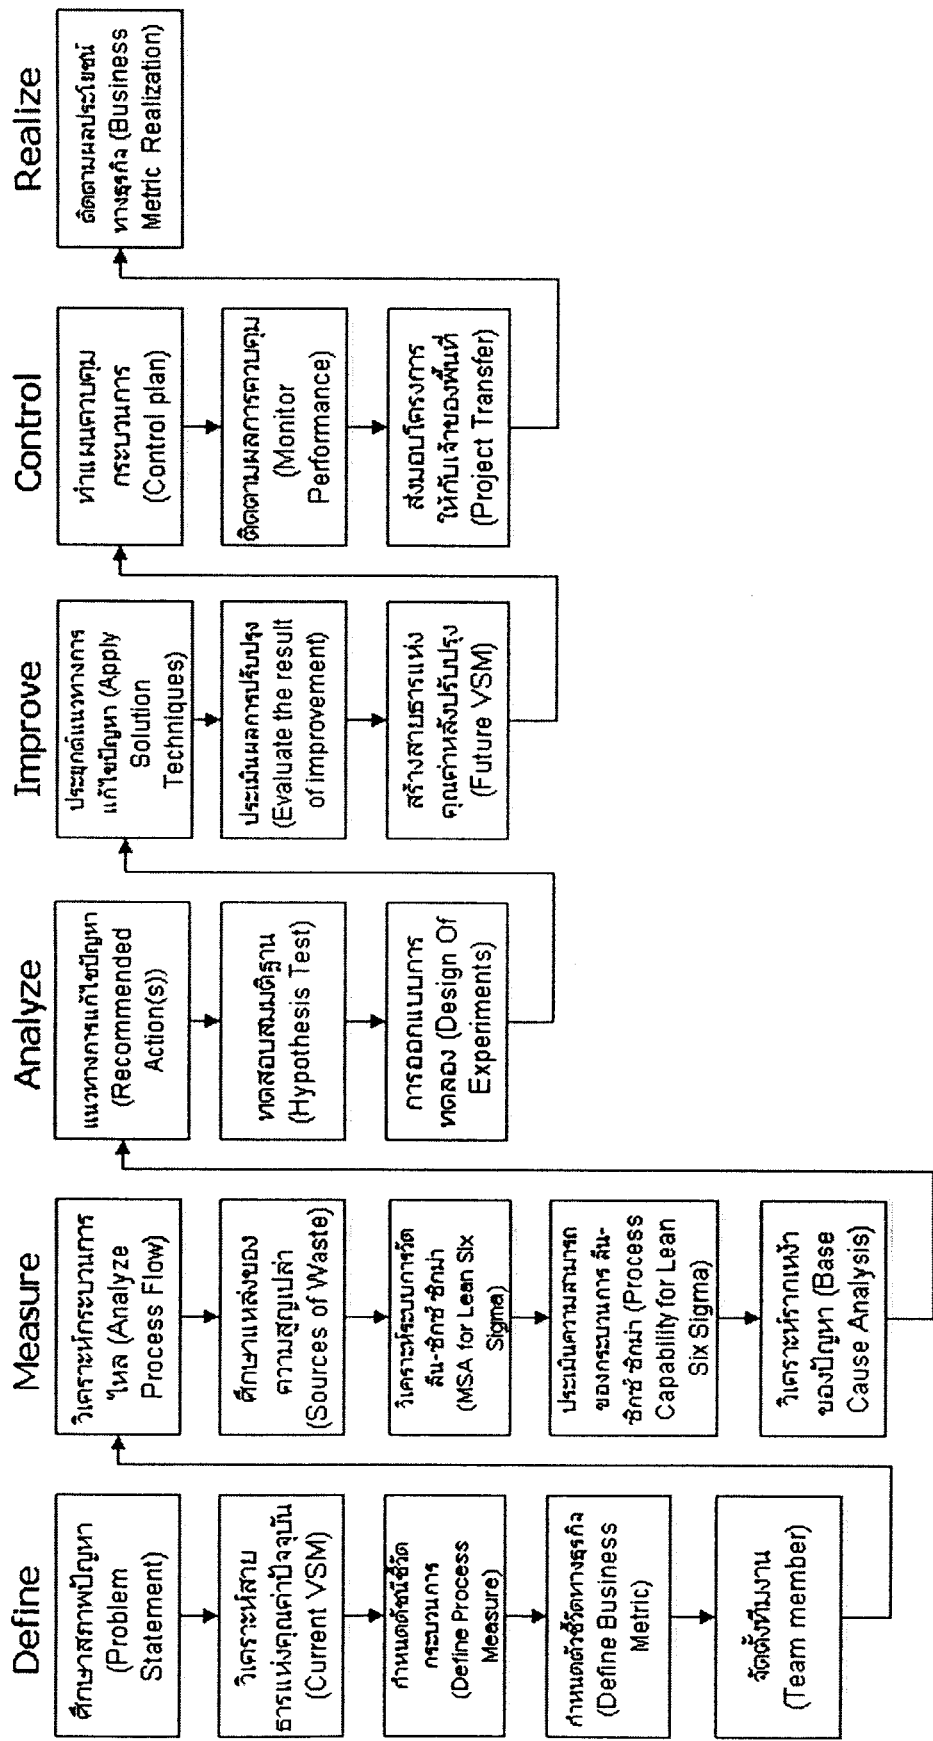 Define
ศึกษาสภาพปัญหา
(Problem
Statement)
วิเคราะห์สาย
ธารแห่งคุณค่าปัจจุบัน
(Current VSM)
กำหนดดัชนีชี้วัด
กระบวนการ
(Define Process
Measure)
กำหนดตัวชี้วัดทางธุรกิจ
(Define Business
Metric)
จัดตั้งทีมงาน
(Team member)
Measure
วิเคราะห์กระบวนการ
ไหล (Analyze
Process Flow)
ศึกษาแหล่งของ
ความสูญเปล่า
(Sources of Waste)
วิเคราะห์ระบบการวัด
ลีน-ซิกซ์ ซิกม่า
(MSA for Lean Six
Sigma)
ประเมินความสามารถ
ของกระบวนการ ลีน-
ซิกซ์ ซิกม่า (Process
Capability for Lean
Six Sigma)
วิเคราะห์รากเหง้า
ของปัญหา (Base
Cause Analysis)
Analyze
แนวทางการแก้ไขปัญหา
(Recommended
Action(s))
ทดสอบสมมติฐาน
(Hypothesis Test)
การออกแบบการ
ทดลอง (Design Of
Experiments)
Improve
ประยุกต์แนวทางการ
แก้ไขปัญหา (Apply
Solution
Techniques)
ประเมินผลการปรับปรุง
(Evaluate the result
of improvement)
สร้างสายธารแห่ง
คุณค่าหลังปรับปรุง
(Future VSM)
Control
ทำแผนควบคุม
กระบวนการ
(Control plan)
ติดตามผลการควบคุม
(Monitor
Performance)
ส่งมอบโครงการ
ให้กับเจ้าของพื้นที่
(Project Transfer)
Realize
ติดตามผลประโยชน์
ทางธุรกิจ (Business
Metric Realization)